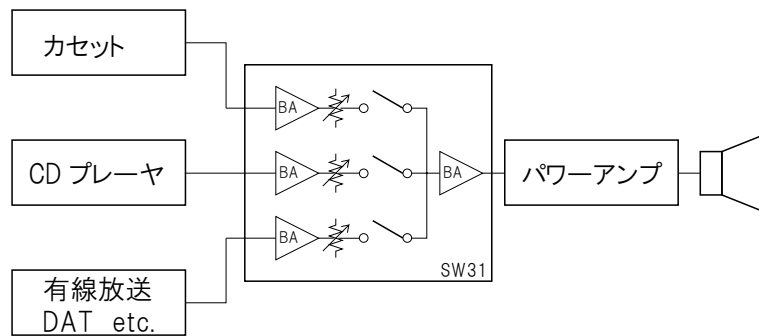 カセット
BA
CD プレーヤ
BA
BA
パワーアンプ
BA
有線放送
DAT etc.
SW31